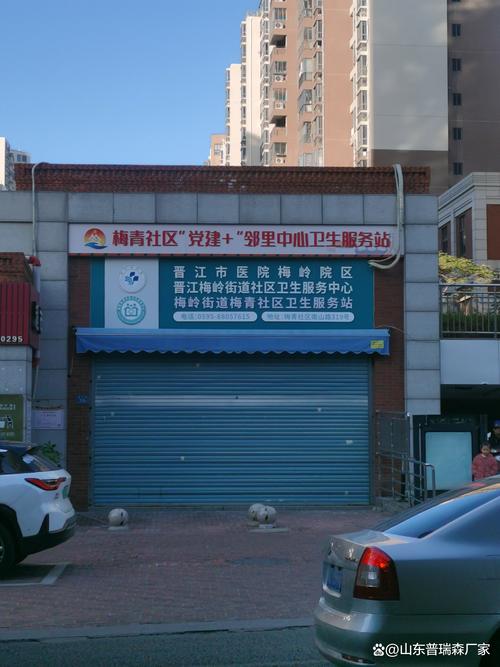 梅青社区“党建+”邻里中心卫生服务站
晋江市医院梅岭院区
晋江梅岭街道社区卫生服务中心
梅岭街道梅青社区卫生服务站
电话:0595-88057615
地址:梅青社区南山路319号
0295
@山东普瑞森厂家